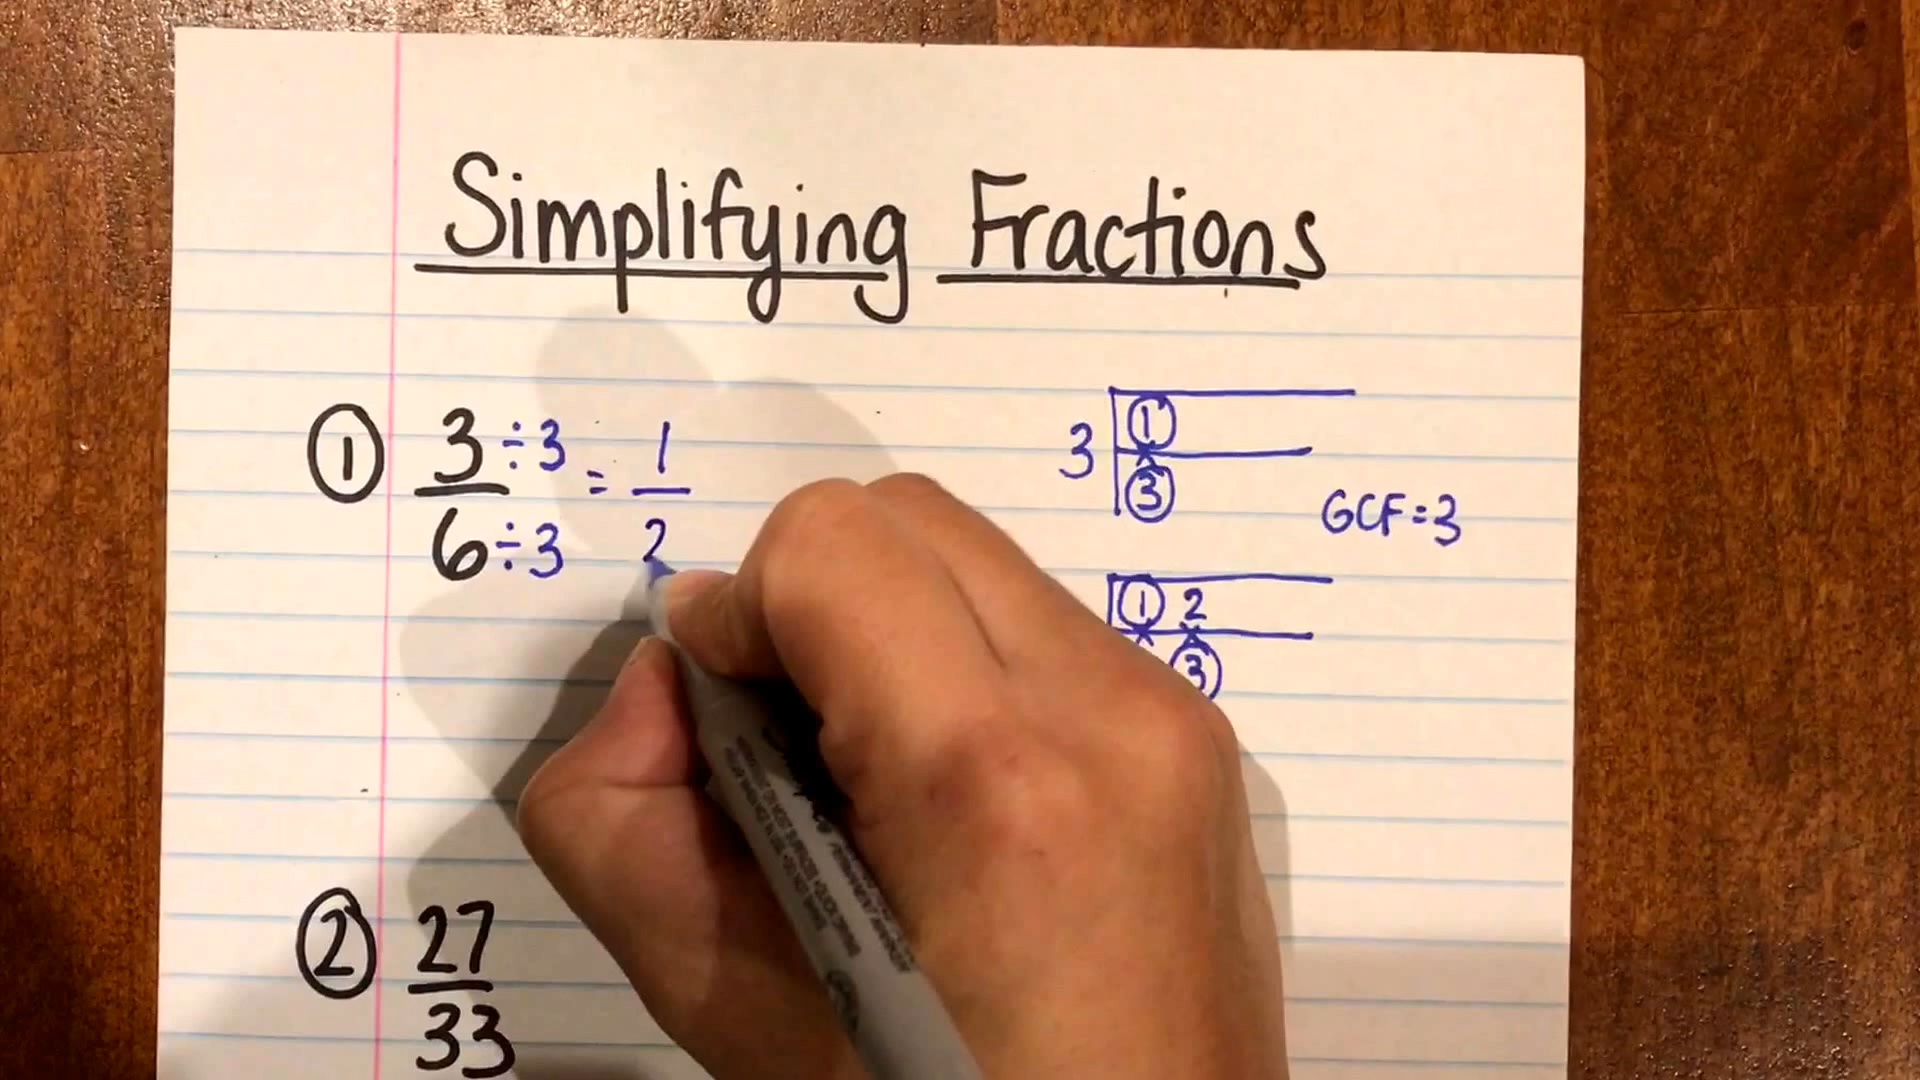 Simplifying Fractions
① 3 ÷3 = 1
6 ÷3 2
3 1
3
GCF=3
1 2
3
② 27
33